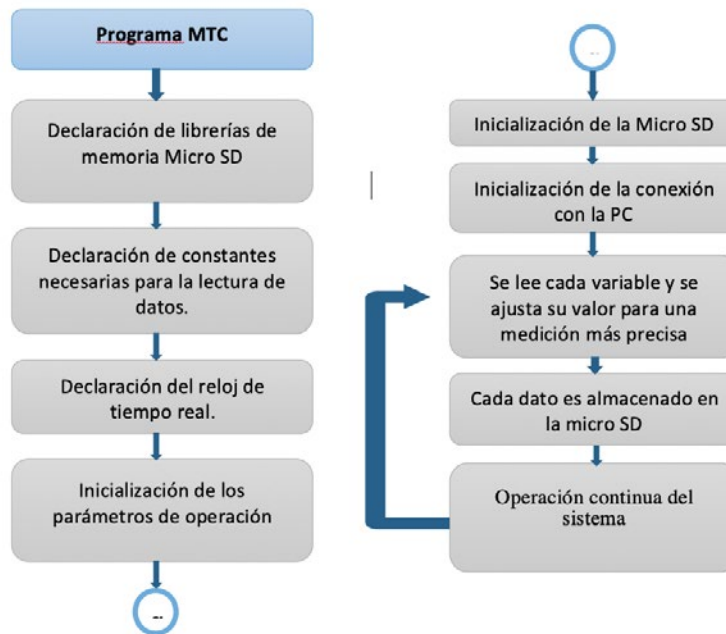 Programa MTC
Declaración de librerías de
memoria Micro SD
Declaración de constantes
necesarias para la lectura de
datos.
Declaración del reloj de
tiempo real.
Inicialización de los
parámetros de operación
...
...
Inicialización de la Micro SD
Inicialización de la conexión
con la PC
Se lee cada variable y se
ajusta su valor para una
medición más precisa
Cada dato es almacenado en
la micro SD
Operación continua del
sistema